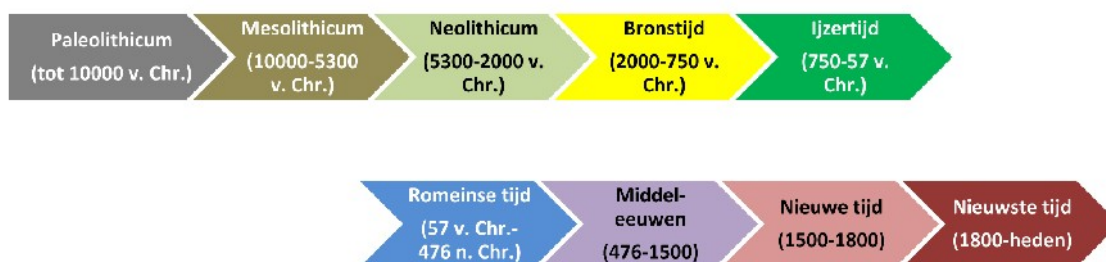 Paleolithicum
(tot 10000 v. Chr.)
Mesolithicum
(10000-5300
v. Chr.)
Neolithicum
(5300-2000 v.
Chr.)
Bronstijd
(2000-750 v.
Chr.)
Ijzertijd
(750-57 v.
Chr.)
Romeinse tijd
(57 v. Chr.-
476 n. Chr.)
Middel-
eeuwen
(476-1500)
Nieuwe tijd
(1500-1800)
Nieuwste tijd
(1800-heden)